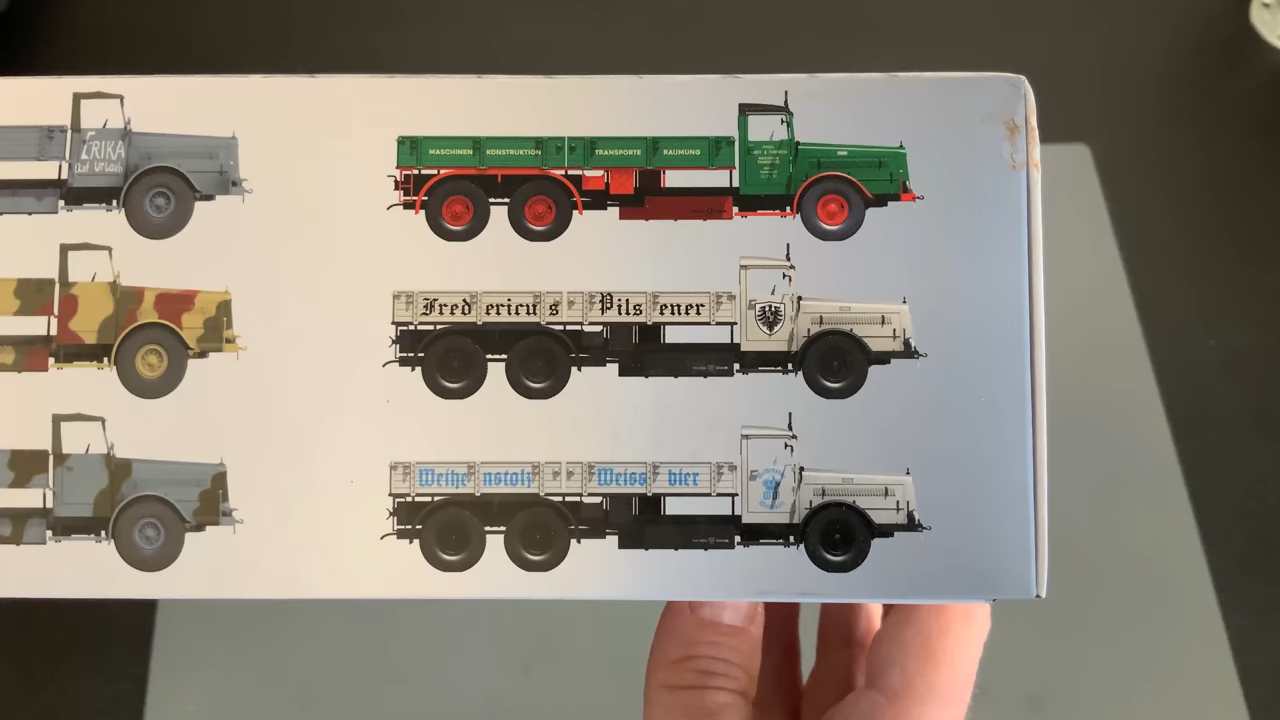 ERIKA
Auf Urlaub
MASCHINEN KONSTRUKTION TRANSPORTE RAUMUNG
Fred ericu s Pils ener
Weihe nstolz Weiss bier